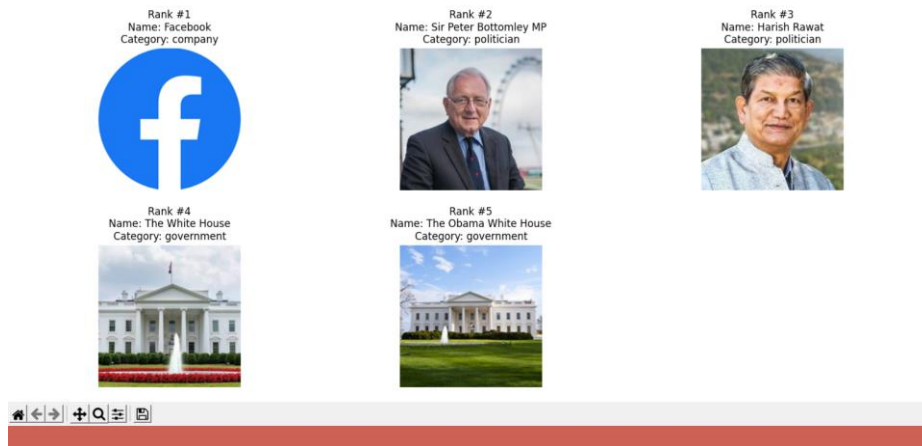 Rank #1
Name: Facebook
Category: company
Rank #2
Name: Sir Peter Bottomley MP
Category: politician
Rank #3
Name: Harish Rawat
Category: politician
Rank #4
Name: The White House
Category: government
Rank #5
Name: The Obama White House
Category: government